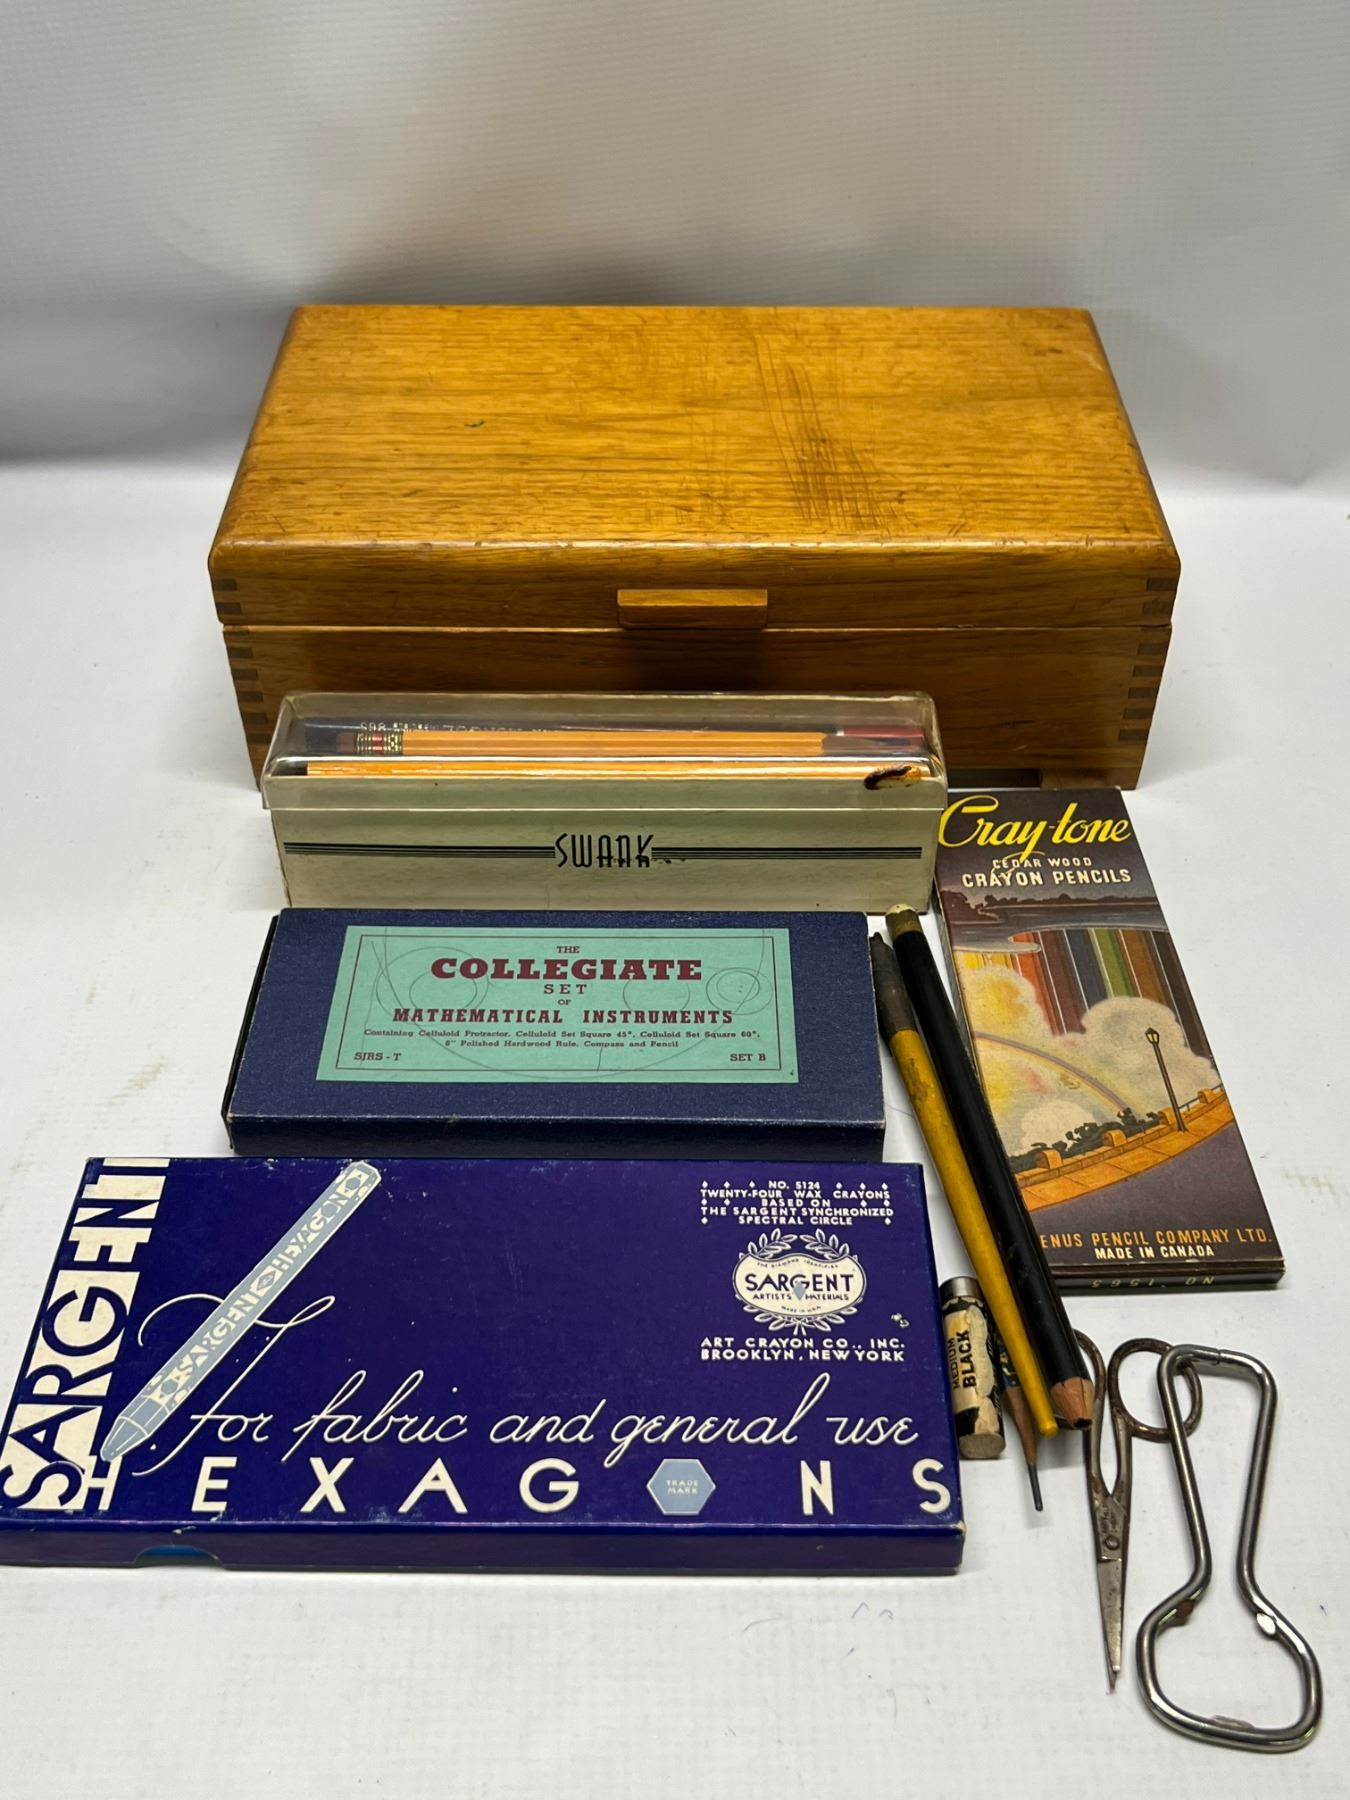 SWANK
Cray-tone
CEDAR WOOD
CRAYON PENCILS
ENUS PENCIL COMPANY LTD.
MADE IN CANADA
THE
COLLEGIATE
SET
OF
MATHEMATICAL INSTRUMENTS
Containing Celluloid Protractor, Celluloid Set Square 45°, Celluloid Set Square 60°,
6" Polished Hardwood Rule, Compass and Pencil
SJRS - T SET B
SARGENT
SARGENT HEXAGON
NO. 5124
TWENTY-FOUR WAX CRAYONS
BASED ON
THE SARGENT SYNCHRONIZED
SPECTRAL CIRCLE
SARGENT
ARTISTS MATERIALS
MADE IN U.S.A.
ART CRAYON CO., INC.
BROOKLYN, NEW YORK
For fabric and general use
HEXAGONS
TRADE
MARK
MEDIUM
BLACK